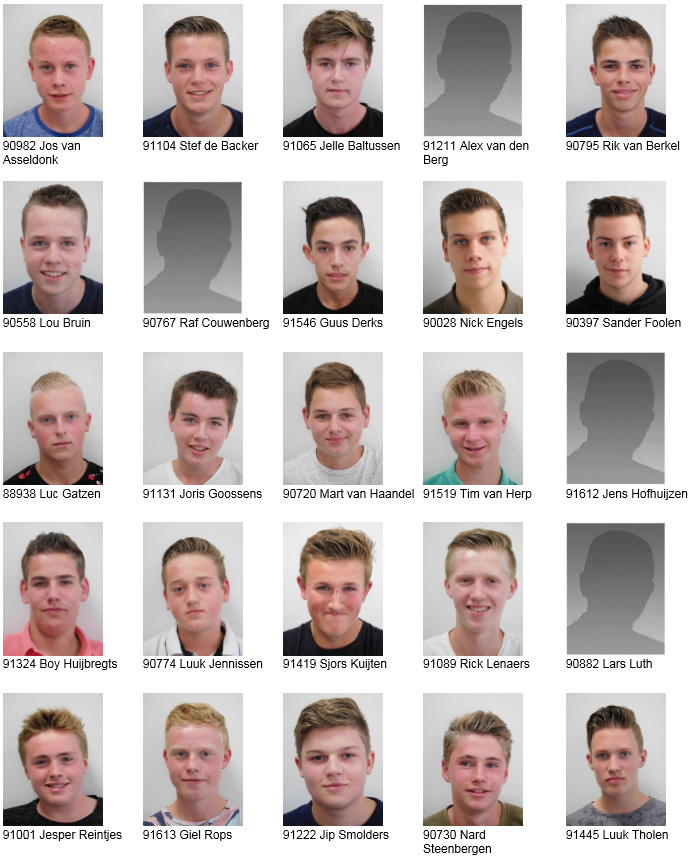 90982 Jos van
Asseldonk
91104 Stef de Backer
91065 Jelle Baltussen
91211 Alex van den
Berg
90795 Rik van Berkel
90558 Lou Bruin
90767 Raf Couwenberg
91546 Guus Derks
90028 Nick Engels
90397 Sander Foolen
88938 Luc Gatzen
91131 Joris Goossens
90720 Mart van Haandel
91519 Tim van Herp
91612 Jens Hofhuijzen
91324 Boy Huijbregts
90774 Luuk Jennissen
91419 Sjors Kuijten
91089 Rick Lenaers
90882 Lars Luth
91001 Jesper Reintjes
91613 Giel Rops
91222 Jip Smolders
90730 Nard
Steenbergen
91445 Luuk Tholen